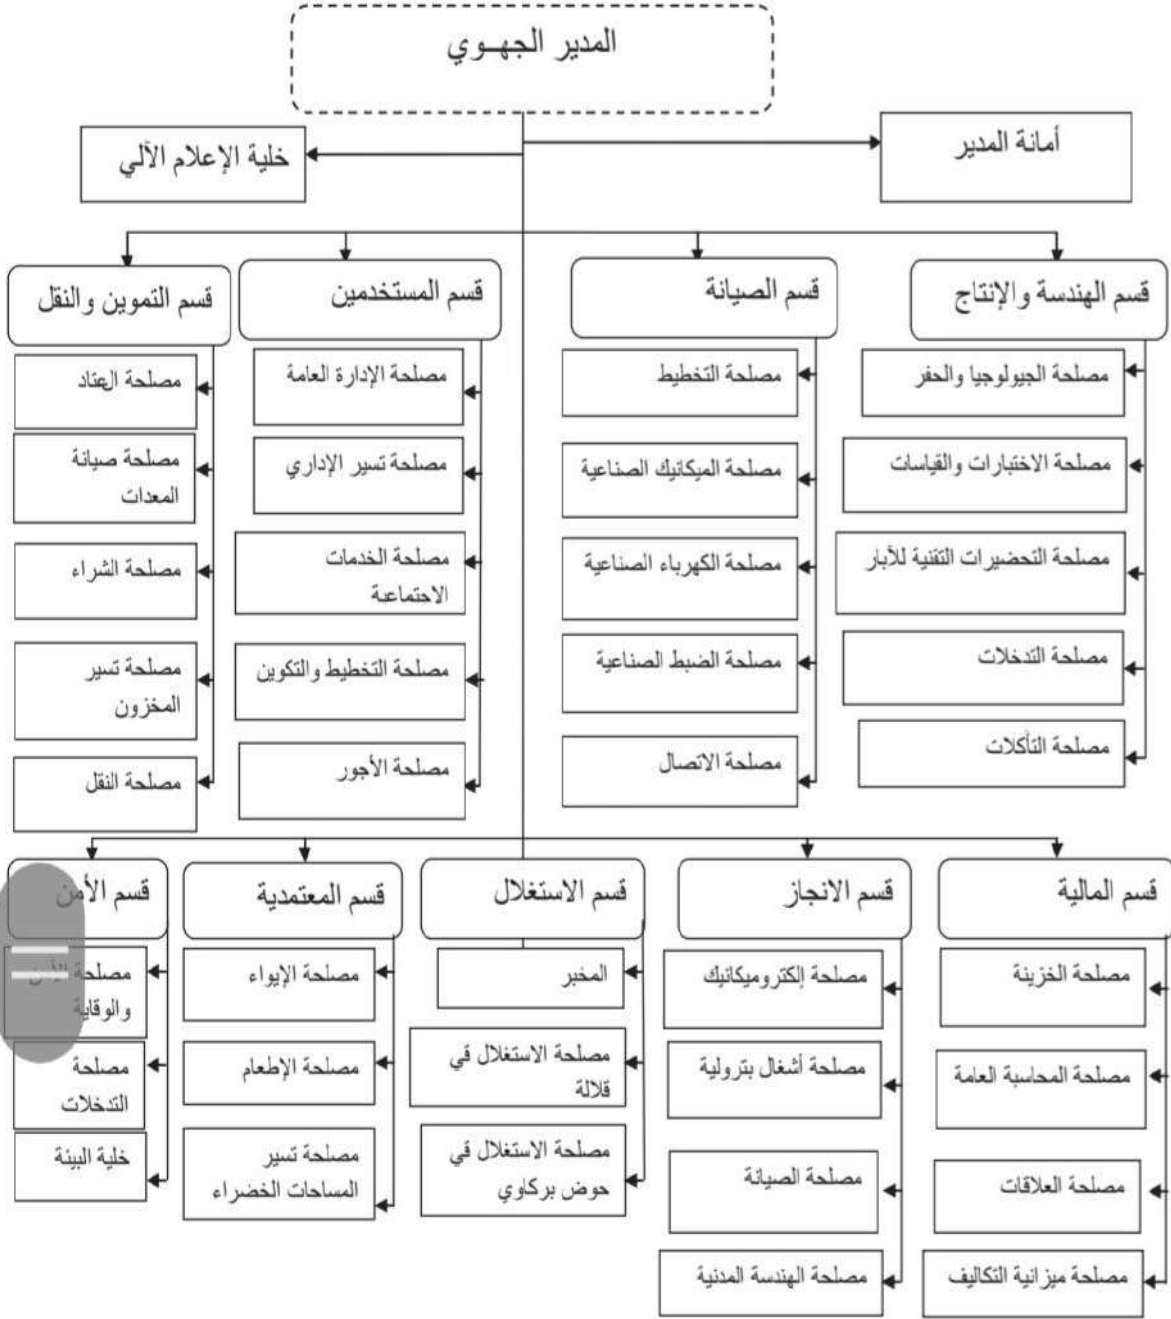 المدير الجهـوي
أمانة المدير
خلية الإعلام الآلي
قسم الهندسة والإنتاج
مصلحة الجيولوجيا والحفر
مصلحة الاختبارات والقياسات
مصلحة التحضيرات التقنية للآبار
مصلحة التدخلات
مصلحة التآكلات
قسم الصيانة
مصلحة التخطيط
مصلحة الميكانيك الصناعية
مصلحة الكهرباء الصناعية
مصلحة الضبط الصناعية
مصلحة الاتصال
قسم المستخدمين
مصلحة الإدارة العامة
مصلحة تسير الإداري
مصلحة الخدمات
الاجتماعية
مصلحة التخطيط والتكوين
مصلحة الأجور
قسم التموين والنقل
مصلحة العتاد
مصلحة صيانة
المعدات
مصلحة الشراء
مصلحة تسير
المخزون
مصلحة النقل
قسم المالية
مصلحة الخزينة
مصلحة المحاسبة العامة
مصلحة العلاقات
مصلحة ميزانية التكاليف
قسم الانجاز
مصلحة إلكتروميكانيك
مصلحة أشغال بترولية
مصلحة الصيانة
مصلحة الهندسة المدنية
قسم الاستغلال
المخبر
مصلحة الاستغلال في
قلالة
مصلحة الاستغلال في
حوض بركاوي
قسم المعتمدية
مصلحة الإيواء
مصلحة الإطعام
مصلحة تسير
المساحات الخضراء
قسم الأمن
مصلحة
والوقاية
مصلحة
التدخلات
خلية البيئة